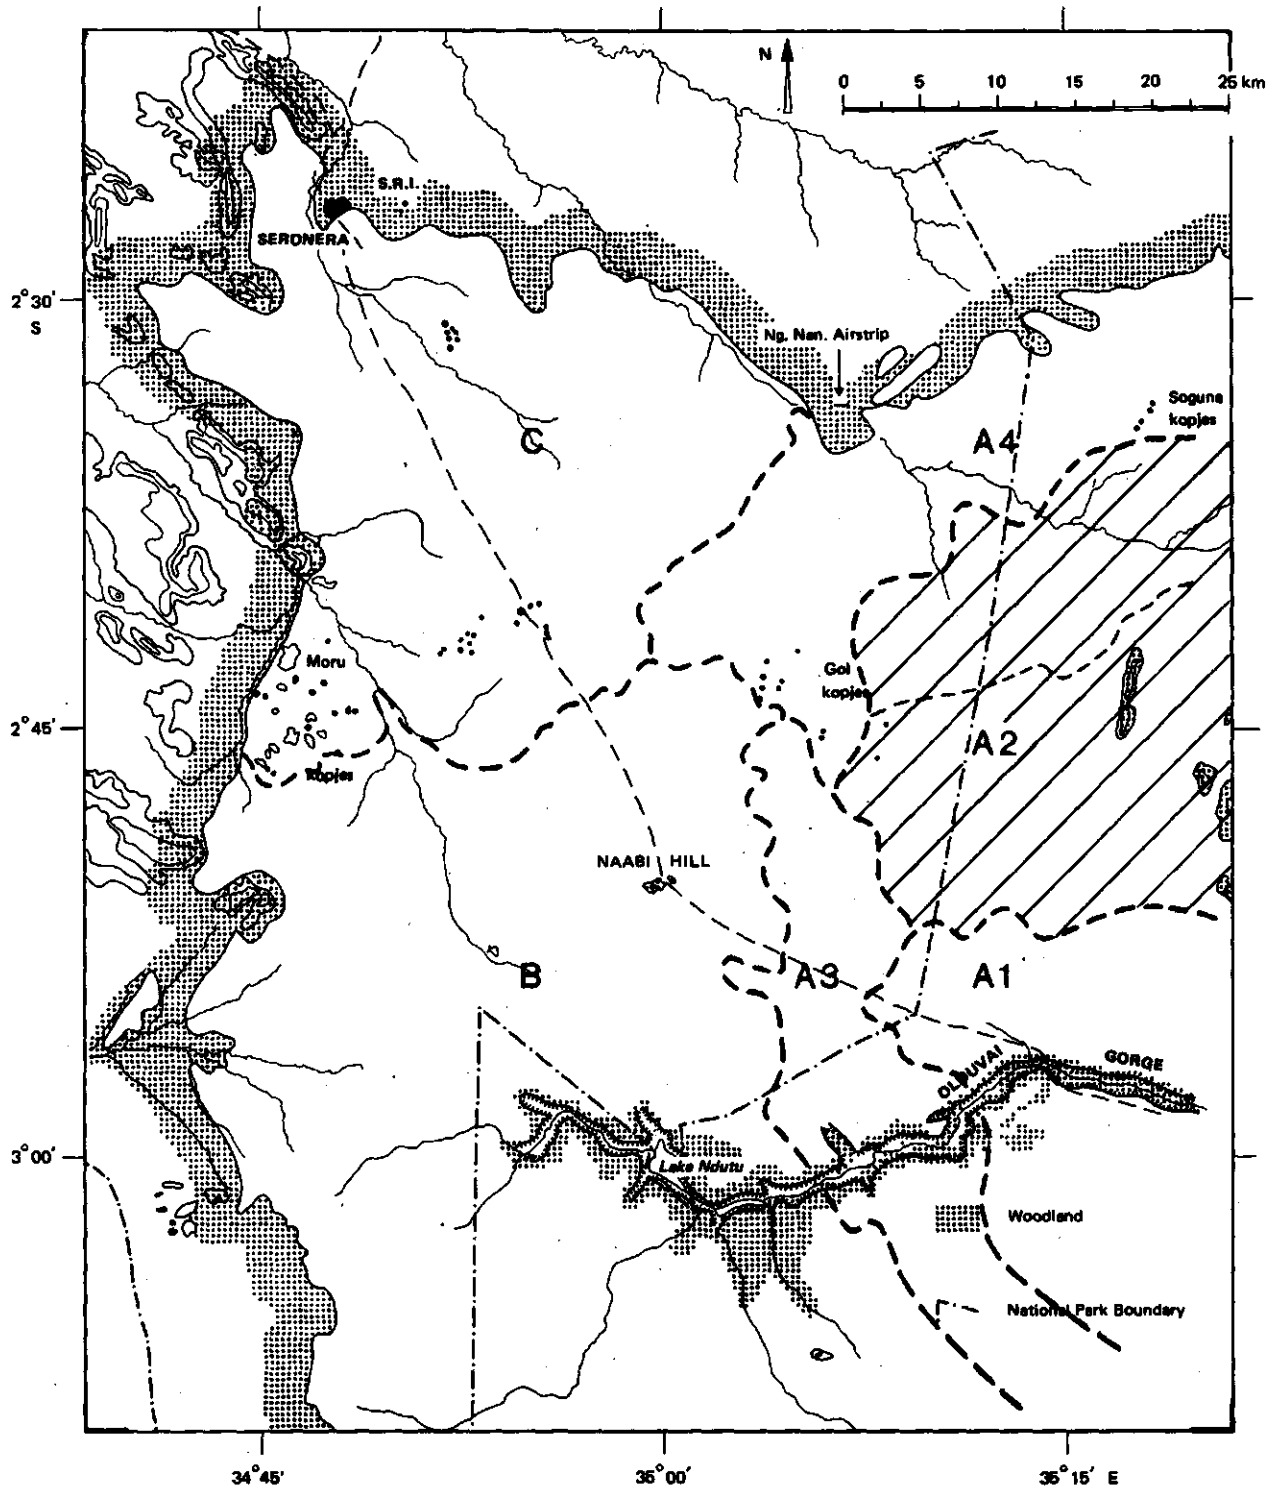 N
0 5 10 15 20 25 km
S.R.I.
SERONERA
2°30'
S
Ng. Nan. Airstrip
Soguna
kopjes
C
A4
Moru
Gol
kopjes
2°45'
A2
kopjes
NAABI HILL
B
A3
A1
OLDUVAI GORGE
3°00'
Lake Ndutu
Woodland
National Park Boundary
34°45' 35°00' 35°15' E